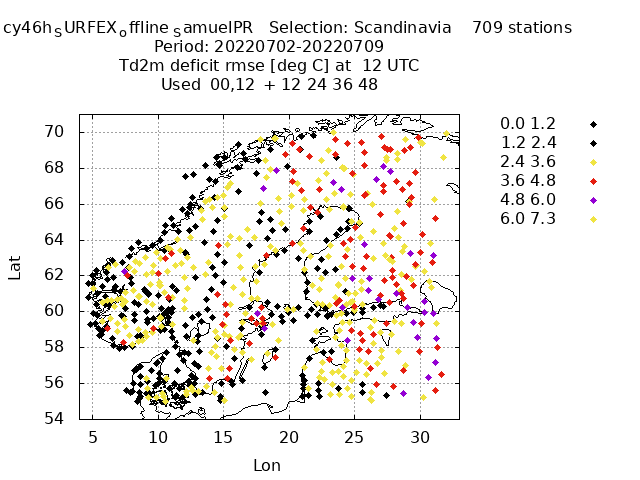 cy46h_SURFEX_offline_SamuelPR Selection: Scandinavia 709 stations
Period: 20220702-20220709
Td2m deficit rmse [deg C] at 12 UTC
Used 00,12 + 12 24 36 48
0.0 1.2
1.2 2.4
2.4 3.6
3.6 4.8
4.8 6.0
6.0 7.3
70
68
66
64
62
60
58
56
54
Lat
5 10 15 20 25 30
Lon